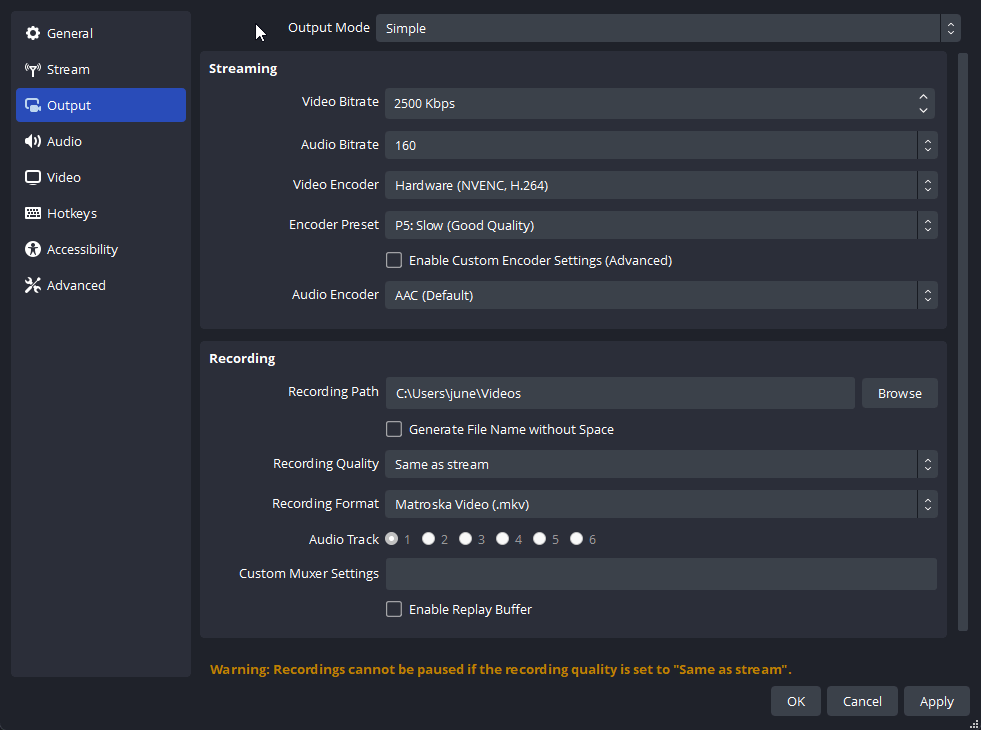 General
Stream
Output
Audio
Video
Hotkeys
Accessibility
Advanced
Output Mode Simple
Streaming
Video Bitrate 2500 Kbps
Audio Bitrate 160
Video Encoder Hardware (NVENC, H.264)
Encoder Preset P5: Slow (Good Quality)
Enable Custom Encoder Settings (Advanced)
Audio Encoder AAC (Default)
Recording
Recording Path C:\Users\june\Videos Browse
Generate File Name without Space
Recording Quality Same as stream
Recording Format Matroska Video (.mkv)
Audio Track 1 2 3 4 5 6
Custom Muxer Settings
Enable Replay Buffer
Warning: Recordings cannot be paused if the recording quality is set to "Same as stream".
OK Cancel Apply